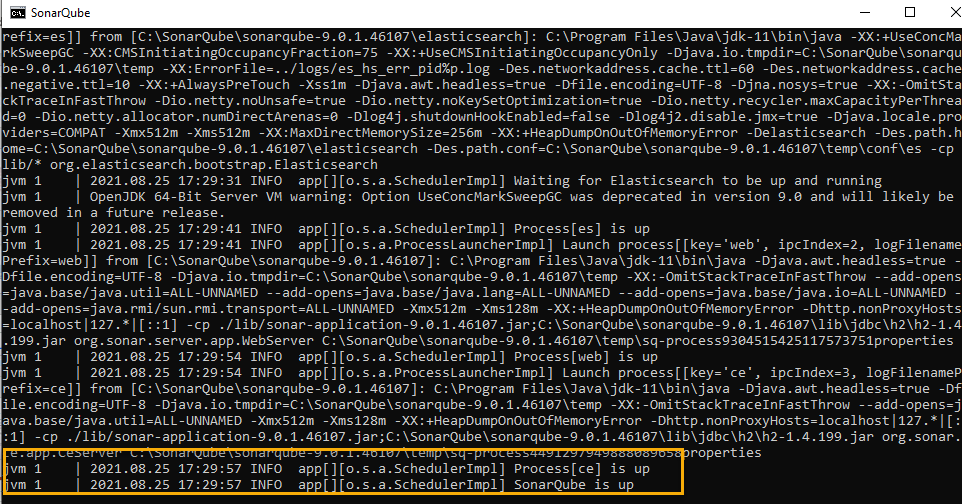 SonarQube
refix=es]] from [C:\SonarQube\sonarqube-9.0.1.46107\elasticsearch]: C:\Program Files\Java\jdk-11\bin\java -XX:+UseConcMa
rkSweepGC -XX:CMSInitiatingOccupancyFraction=75 -XX:+UseCMSInitiatingOccupancyOnly -Djava.io.tmpdir=C:\SonarQube\sonarqu
be-9.0.1.46107\temp -XX:ErrorFile=../logs/es_hs_err_pid%p.log -Des.networkaddress.cache.ttl=60 -Des.networkaddress.cache
.negative.ttl=10 -XX:+AlwaysPreTouch -Xss1m -Djava.awt.headless=true -Dfile.encoding=UTF-8 -Djna.nosys=true -XX:-OmitSta
ckTraceInFastThrow -Dio.netty.noUnsafe=true -Dio.netty.noKeySetOptimization=true -Dio.netty.recycler.maxCapacityPerThrea
d=0 -Dio.netty.allocator.numDirectArenas=0 -Dlog4j.shutdownHookEnabled=false -Dlog4j2.disable.jmx=true -Djava.locale.pro
viders=COMPAT -Xmx512m -Xms512m -XX:MaxDirectMemorySize=256m -XX:+HeapDumpOnOutOfMemoryError -Delasticsearch -Des.path.h
ome=C:\SonarQube\sonarqube-9.0.1.46107\elasticsearch -Des.path.conf=C:\SonarQube\sonarqube-9.0.1.46107\temp\conf\es -cp
lib/* org.elasticsearch.bootstrap.Elasticsearch
jvm 1    | 2021.08.25 17:29:31 INFO  app[][o.s.a.SchedulerImpl] Waiting for Elasticsearch to be up and running
jvm 1    | OpenJDK 64-Bit Server VM warning: Option UseConcMarkSweepGC was deprecated in version 9.0 and will likely be
removed in a future release.
jvm 1    | 2021.08.25 17:29:41 INFO  app[][o.s.a.SchedulerImpl] Process[es] is up
jvm 1    | 2021.08.25 17:29:41 INFO  app[][o.s.a.ProcessLauncherImpl] Launch process[[key='web', ipcIndex=2, logFilename
Prefix=web]] from [C:\SonarQube\sonarqube-9.0.1.46107]: C:\Program Files\Java\jdk-11\bin\java -Djava.awt.headless=true -
Dfile.encoding=UTF-8 -Djava.io.tmpdir=C:\SonarQube\sonarqube-9.0.1.46107\temp -XX:-OmitStackTraceInFastThrow --add-opens
=java.base/java.util=ALL-UNNAMED --add-opens=java.base/java.lang=ALL-UNNAMED --add-opens=java.base/java.io=ALL-UNNAMED -
-add-opens=java.rmi/sun.rmi.transport=ALL-UNNAMED -Xmx512m -Xms128m -XX:+HeapDumpOnOutOfMemoryError -Dhttp.nonProxyHosts
=localhost|127.*|[::1] -cp ./lib/sonar-application-9.0.1.46107.jar;C:\SonarQube\sonarqube-9.0.1.46107\lib\jdbc\h2\h2-1.4
.199.jar org.sonar.server.app.WebServer C:\SonarQube\sonarqube-9.0.1.46107\temp\sq-process9304515425117573751properties
jvm 1    | 2021.08.25 17:29:54 INFO  app[][o.s.a.SchedulerImpl] Process[web] is up
jvm 1    | 2021.08.25 17:29:54 INFO  app[][o.s.a.ProcessLauncherImpl] Launch process[[key='ce', ipcIndex=3, logFilenameP
refix=ce]] from [C:\SonarQube\sonarqube-9.0.1.46107]: C:\Program Files\Java\jdk-11\bin\java -Djava.awt.headless=true -Df
ile.encoding=UTF-8 -Djava.io.tmpdir=C:\SonarQube\sonarqube-9.0.1.46107\temp -XX:-OmitStackTraceInFastThrow --add-opens=j
ava.base/java.util=ALL-UNNAMED -Xmx512m -Xms128m -XX:+HeapDumpOnOutOfMemoryError -Dhttp.nonProxyHosts=localhost|127.*|[:
:1] -cp ./lib/sonar-application-9.0.1.46107.jar;C:\SonarQube\sonarqube-9.0.1.46107\lib\jdbc\h2\h2-1.4.199.jar org.sonar.
ce.app.CeServer
jvm 1    | 2021.08.25 17:29:57 INFO  app[][o.s.a.SchedulerImpl] Process[ce] is up
jvm 1    | 2021.08.25 17:29:57 INFO  app[][o.s.a.SchedulerImpl] SonarQube is up